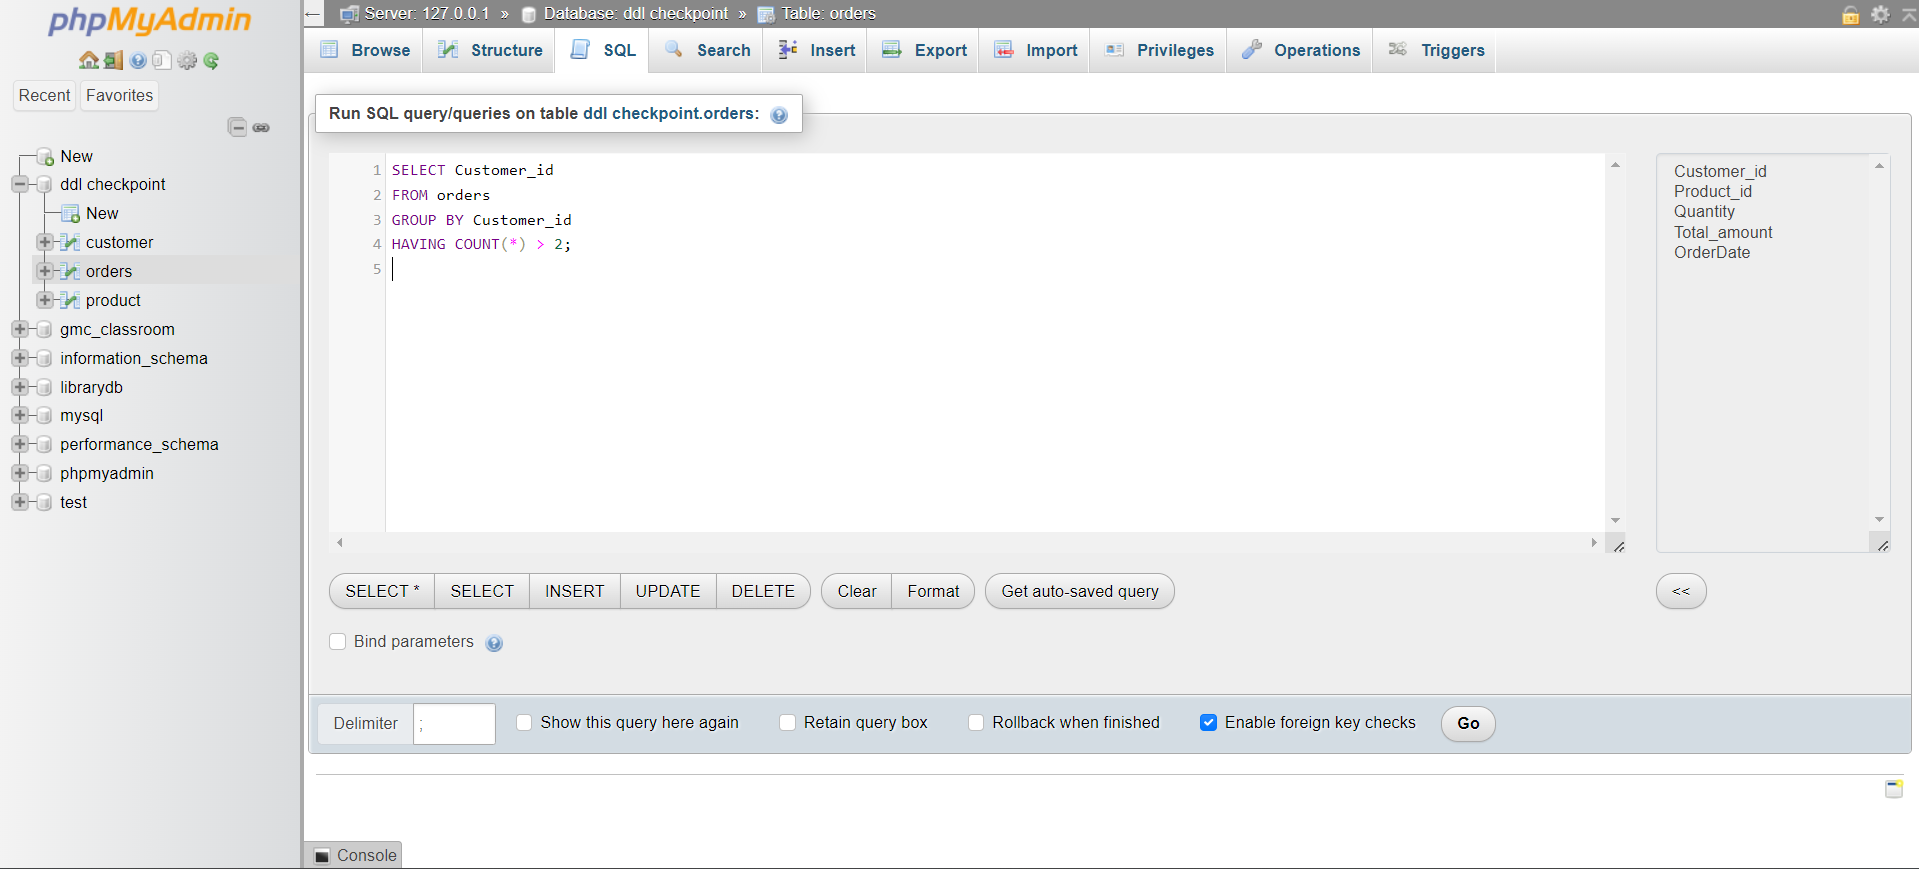 phpMyAdmin
Recent Favorites
New
ddl checkpoint
New
customer
orders
product
gmc_classroom
information_schema
librarydb
mysql
performance_schema
phpmyadmin
test
Server: 127.0.0.1 » Database: ddl checkpoint » Table: orders
Browse Structure SQL Search Insert Export Import Privileges Operations Triggers
Run SQL query/queries on table ddl checkpoint.orders:
1 SELECT Customer_id
2 FROM orders
3 GROUP BY Customer_id
4 HAVING COUNT(*) > 2;
5
Customer_id
Product_id
Quantity
Total_amount
OrderDate
SELECT * SELECT INSERT UPDATE DELETE Clear Format Get auto-saved query <<
Bind parameters
Delimiter ; Show this query here again Retain query box Rollback when finished Enable foreign key checks Go
Console